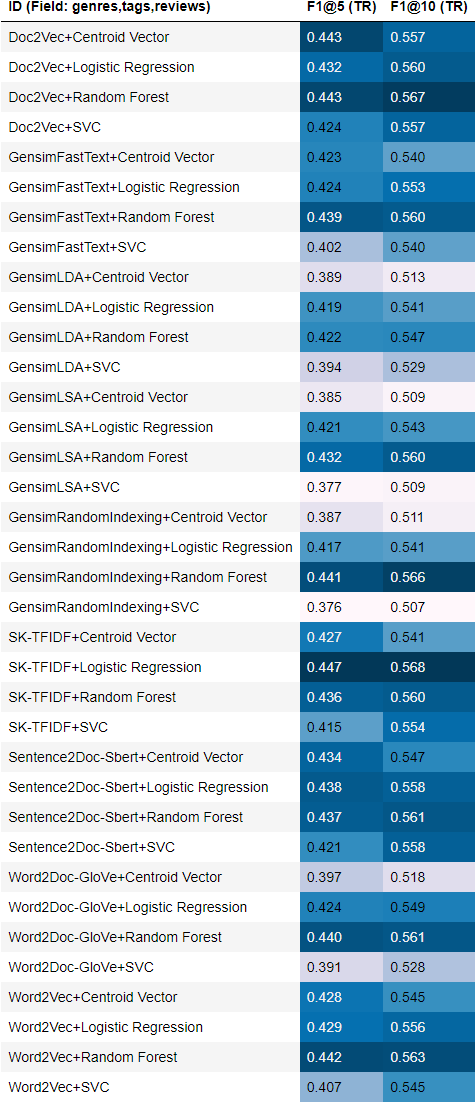 ID (Field: genres,tags,reviews) F1@5 (TR) F1@10 (TR)
Doc2Vec+Centroid Vector 0.443 0.557
Doc2Vec+Logistic Regression 0.432 0.560
Doc2Vec+Random Forest 0.443 0.567
Doc2Vec+SVC 0.424 0.557
GensimFastText+Centroid Vector 0.423 0.540
GensimFastText+Logistic Regression 0.424 0.553
GensimFastText+Random Forest 0.439 0.560
GensimFastText+SVC 0.402 0.540
GensimLDA+Centroid Vector 0.389 0.513
GensimLDA+Logistic Regression 0.419 0.541
GensimLDA+Random Forest 0.422 0.547
GensimLDA+SVC 0.394 0.529
GensimLSA+Centroid Vector 0.385 0.509
GensimLSA+Logistic Regression 0.421 0.543
GensimLSA+Random Forest 0.432 0.560
GensimLSA+SVC 0.377 0.509
GensimRandomIndexing+Centroid Vector 0.387 0.511
GensimRandomIndexing+Logistic Regression 0.417 0.541
GensimRandomIndexing+Random Forest 0.441 0.566
GensimRandomIndexing+SVC 0.376 0.507
SK-TFIDF+Centroid Vector 0.427 0.541
SK-TFIDF+Logistic Regression 0.447 0.568
SK-TFIDF+Random Forest 0.436 0.560
SK-TFIDF+SVC 0.415 0.554
Sentence2Doc-Sbert+Centroid Vector 0.434 0.547
Sentence2Doc-Sbert+Logistic Regression 0.438 0.558
Sentence2Doc-Sbert+Random Forest 0.437 0.561
Sentence2Doc-Sbert+SVC 0.421 0.558
Word2Doc-GloVe+Centroid Vector 0.397 0.518
Word2Doc-GloVe+Logistic Regression 0.424 0.549
Word2Doc-GloVe+Random Forest 0.440 0.561
Word2Doc-GloVe+SVC 0.391 0.528
Word2Vec+Centroid Vector 0.428 0.545
Word2Vec+Logistic Regression 0.429 0.556
Word2Vec+Random Forest 0.442 0.563
Word2Vec+SVC 0.407 0.545